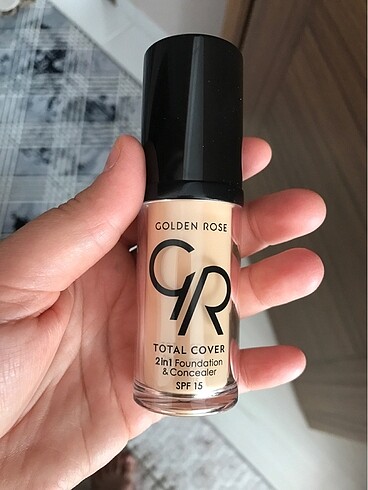 GOLDEN ROSE
GR
TOTAL COVER
2in1 Foundation
& Concealer
SPF 15